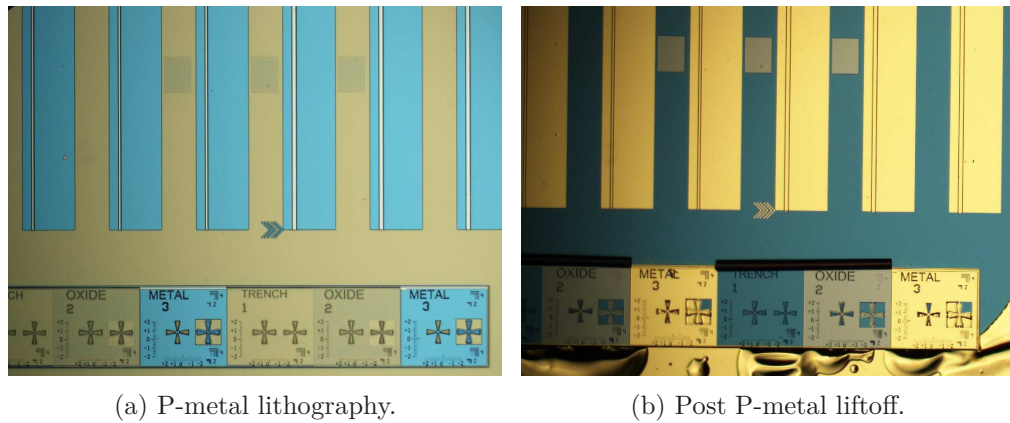 CH OXIDE METAL TRENCH OXIDE METAL
2 3 1 2 3
OXIDE METAL TRENCH OXIDE METAL
2 3 1 2 3
(a) P-metal lithography.
(b) Post P-metal liftoff.